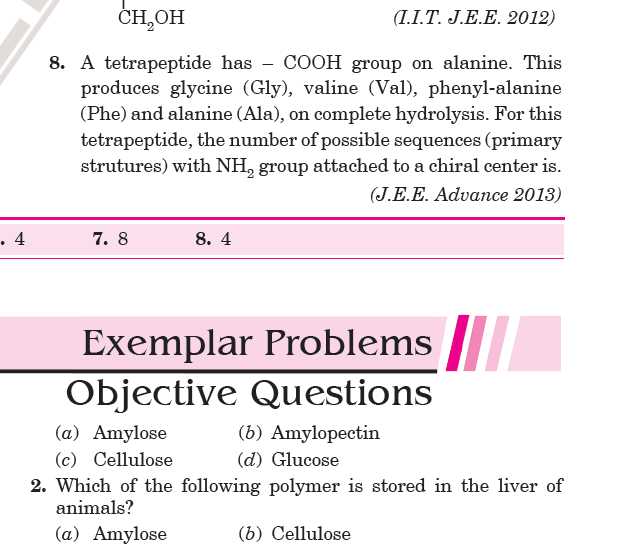 CH₂OH (I.I.T. J.E.E. 2012)
8. A tetrapeptide has – COOH group on alanine. This
produces glycine (Gly), valine (Val), phenyl-alanine
(Phe) and alanine (Ala), on complete hydrolysis. For this
tetrapeptide, the number of possible sequences (primary
strutures) with NH₂ group attached to a chiral center is.
(J.E.E. Advance 2013)
. 4 7. 8 8. 4
Exemplar Problems
Objective Questions
(a) Amylose (b) Amylopectin
(c) Cellulose (d) Glucose
2. Which of the following polymer is stored in the liver of
animals?
(a) Amylose (b) Cellulose